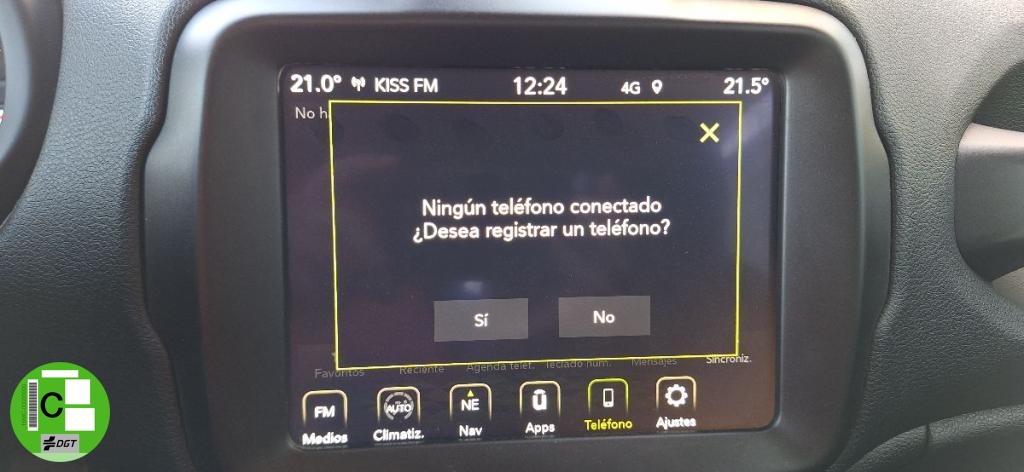 21.0° KISS FM 12:24 4G 21.5°
No h
Ningún teléfono conectado
¿Desea registrar un teléfono?
Sí No
Favoritos Reciente Agenda teléf. Teclado núm. Mensajes Sincroniz.
FM AUTO NE
Medios Climatiz. Nav Apps Teléfono Ajustes
C
DGT